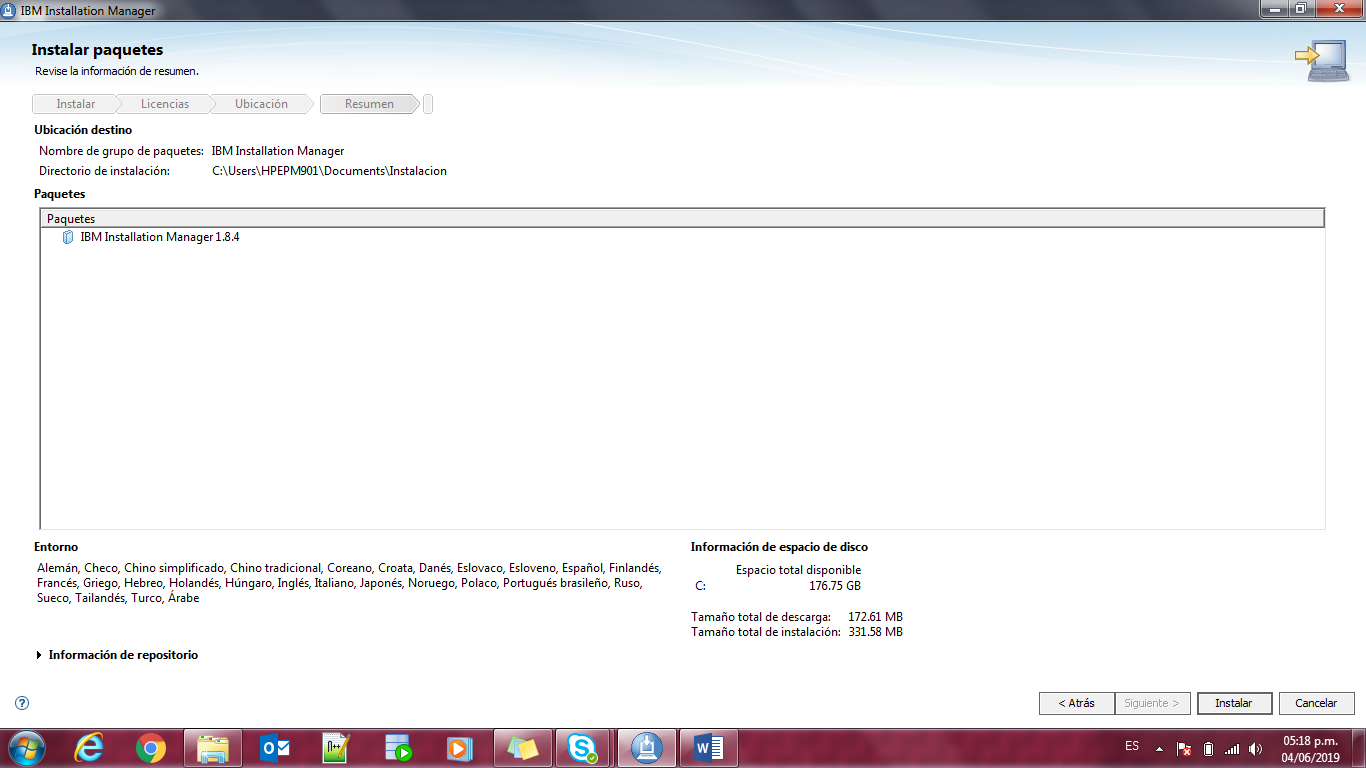 IBM Installation Manager
Instalar paquetes
Revise la información de resumen.
Instalar Licencias Ubicación Resumen
Ubicación destino
Nombre de grupo de paquetes: IBM Installation Manager
Directorio de instalación: C:\Users\HPEPM901\Documents\Instalacion
Paquetes
Paquetes
IBM Installation Manager 1.8.4
Entorno
Alemán, Checo, Chino simplificado, Chino tradicional, Coreano, Croata, Danés, Eslovaco, Esloveno, Español, Finlandés,
Francés, Griego, Hebreo, Holandés, Húngaro, Inglés, Italiano, Japonés, Noruego, Polaco, Portugués brasileño, Ruso,
Sueco, Tailandés, Turco, Árabe
Información de espacio de disco
Espacio total disponible
C: 176.75 GB
Tamaño total de descarga: 172.61 MB
Tamaño total de instalación: 331.58 MB
Información de repositorio
< Atrás Siguiente > Instalar Cancelar
ES
05:18 p.m.
04/06/2019